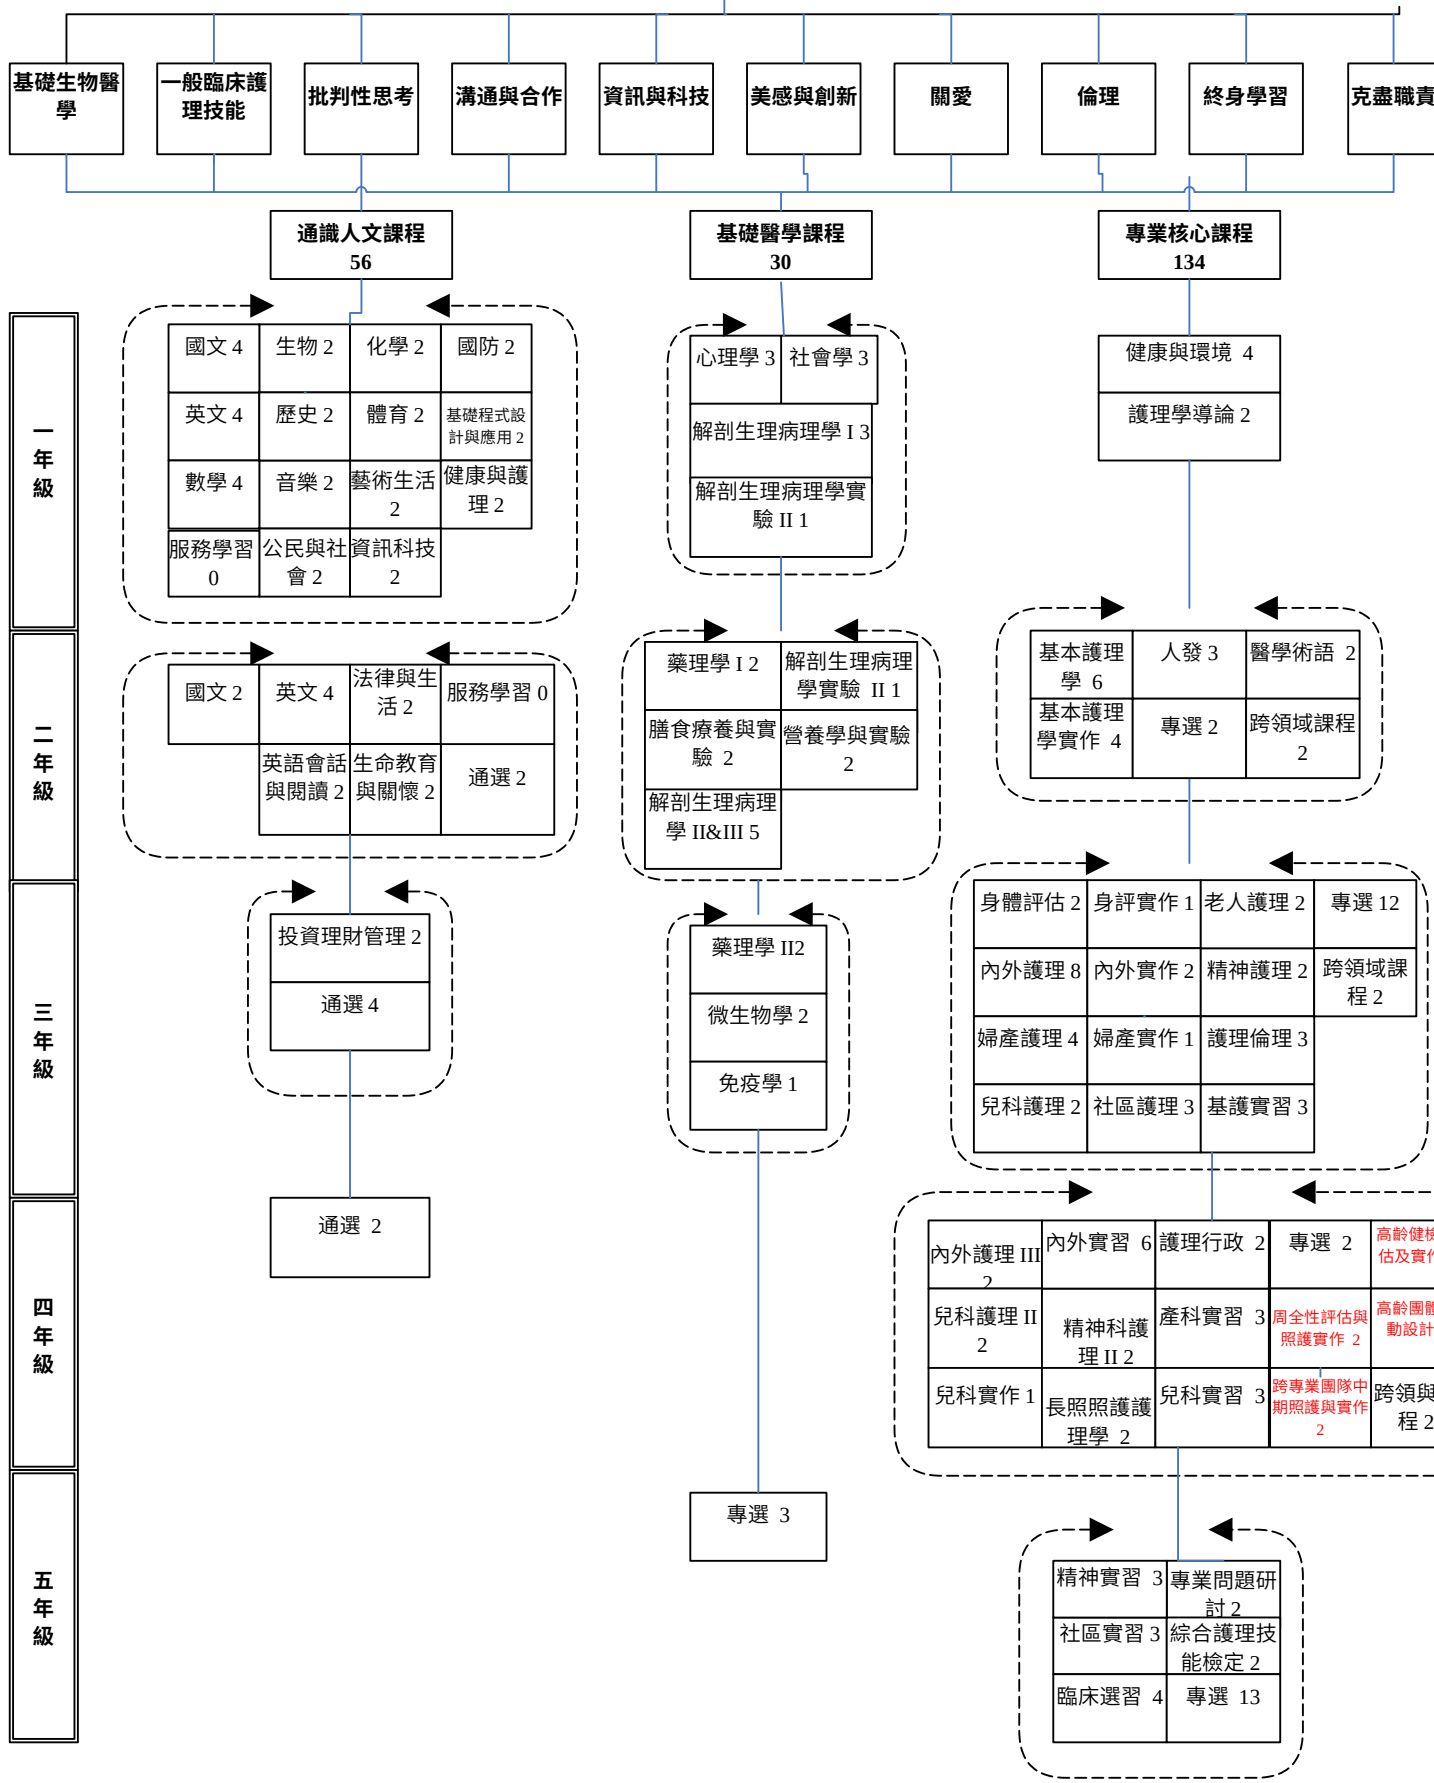 基礎生物醫
學
一般臨床護
理技能
批判性思考
溝通與合作
資訊與科技
美感與創新
關愛
倫理
終身學習
克盡職責
通識人文課程
56
基礎醫學課程
30
專業核心課程
134
一
年
級
國文 4
生物 2
化學 2
國防 2
英文 4
歷史 2
體育 2
基礎程式設
計與應用 2
數學 4
音樂 2
藝術生活
2
健康與護
理 2
服務學習
0
公民與社
會 2
資訊科技
2
心理學 3
社會學 3
解剖生理病理學 I 3
解剖生理病理學實
驗 II 1
健康與環境 4
護理學導論 2
二
年
級
國文 2
英文 4
法律與生
活 2
服務學習 0
英語會話
與閱讀 2
生命教育
與關懷 2
通選 2
藥理學 I 2
解剖生理病理
學實驗 II 1
膳食療養與實
驗 2
營養學與實驗
2
解剖生理病理
學 II&III 5
基本護理
學 6
人發 3
醫學術語 2
基本護理
學實作 4
專選 2
跨領域課程
2
三
年
級
投資理財管理 2
通選 4
藥理學 II2
微生物學 2
免疫學 1
身體評估 2
身評實作 1
老人護理 2
專選 12
內外護理 8
內外實作 2
精神護理 2
跨領域課
程 2
婦產護理 4
婦產實作 1
護理倫理 3
兒科護理 2
社區護理 3
基護實習 3
四
年
級
通選 2
內外護理 III
2
內外實習 6
護理行政 2
專選 2
高齡健檢
估及實作
兒科護理 II
2
精神科護
理 II 2
產科實習 3
周全性評估與
照護實作 2
高齡團體
動設計
兒科實作 1
長照照護護
理學 2
兒科實習 3
跨專業團隊中
期照護與實作
2
跨領與
程 2
五
年
級
專選 3
精神實習 3
專業問題研
討 2
社區實習 3
綜合護理技
能檢定 2
臨床選習 4
專選 13